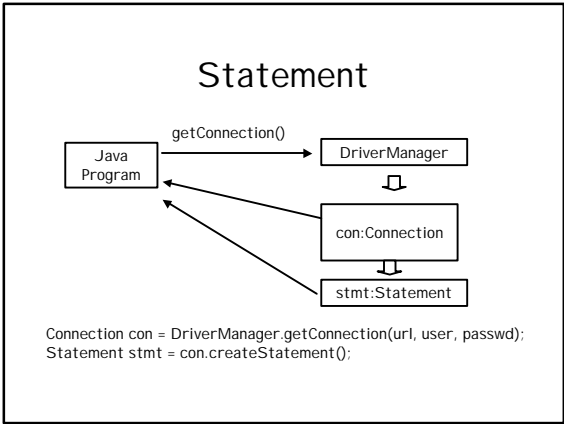 Statement
getConnection()
Java
Program
DriverManager
con:Connection
stmt:Statement
Connection con = DriverManager.getConnection(url, user, passwd);
Statement stmt = con.createStatement();